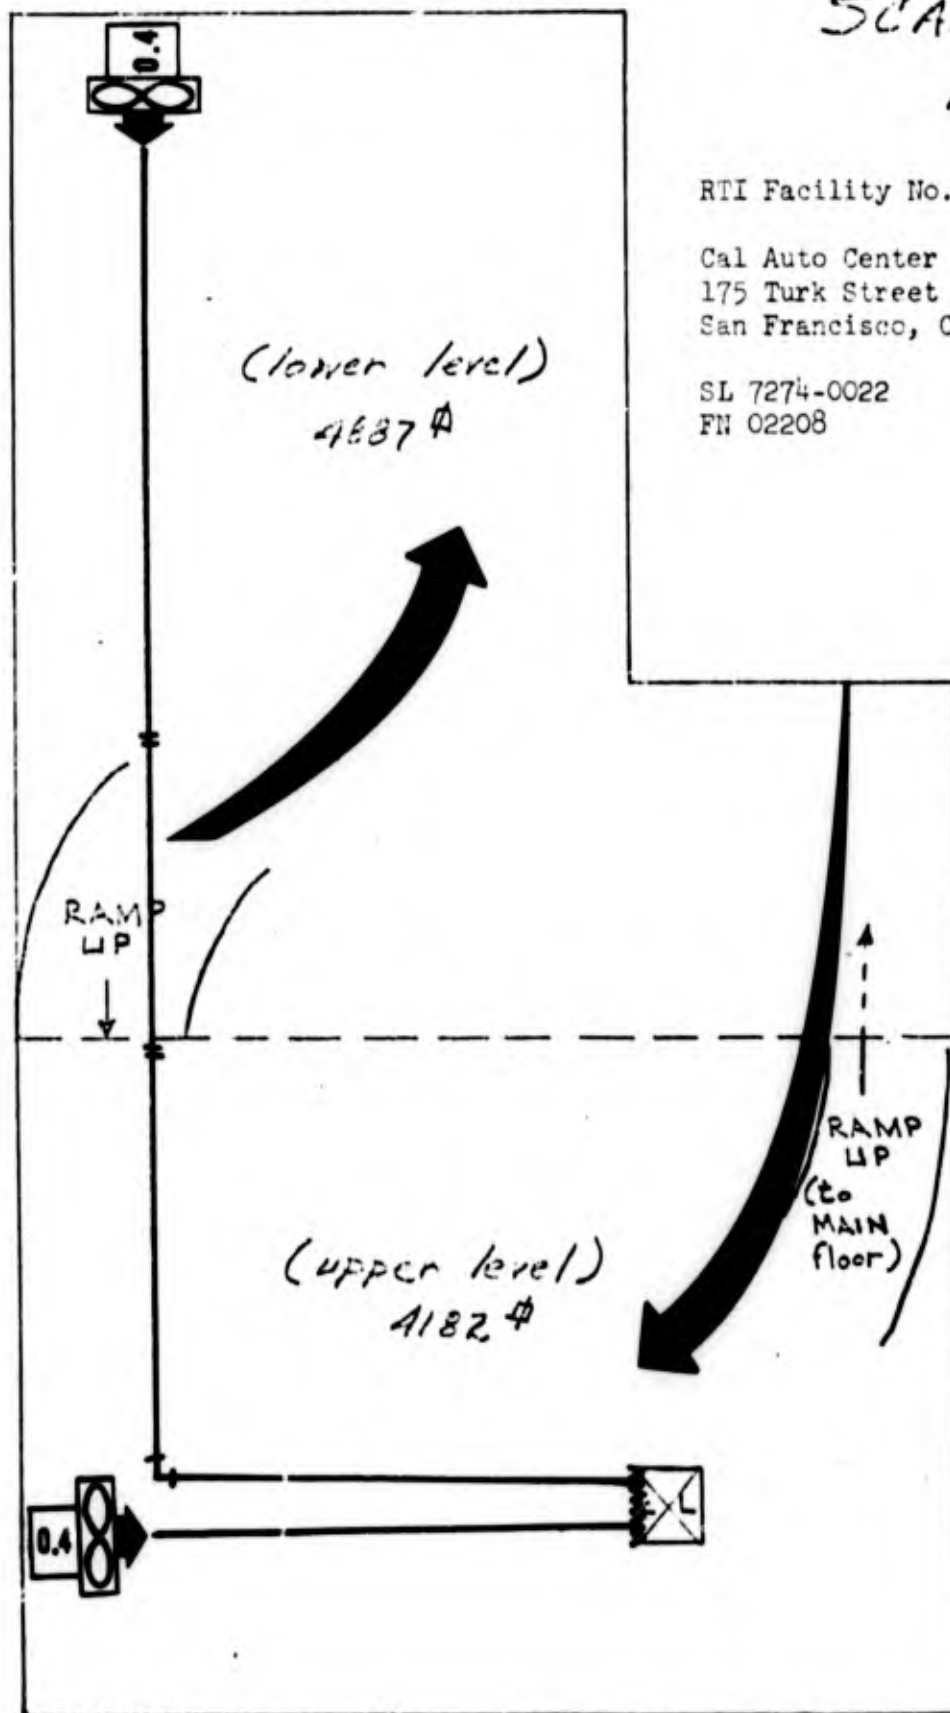 0.4
RTI Facility No.
Cal Auto Center
175 Turk Street
San Francisco, C
SL 7274-0022
FN 02208
(lower level)
RAMP
UP
RAMP
UP
(to
MAIN
floor)
(upper level)
4182
0.4